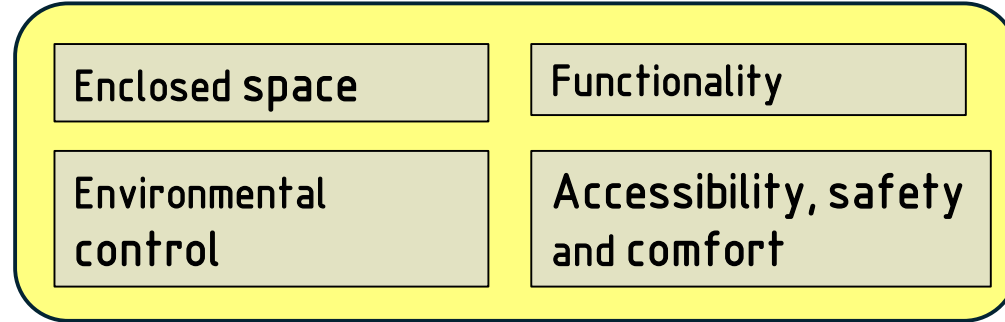 Enclosed space
Functionality
Environmental
control
Accessibility, safety
and comfort